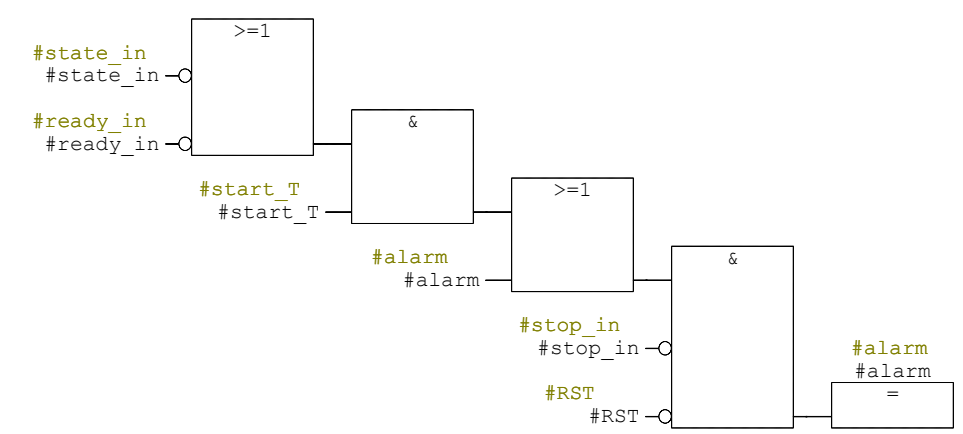 >=1
#state_in
#state_in
#ready_in
#ready_in
&
#start_T
#start_T
>=1
#alarm
#alarm
&
#stop_in
#stop_in
#RST
#RST
#alarm
#alarm
=